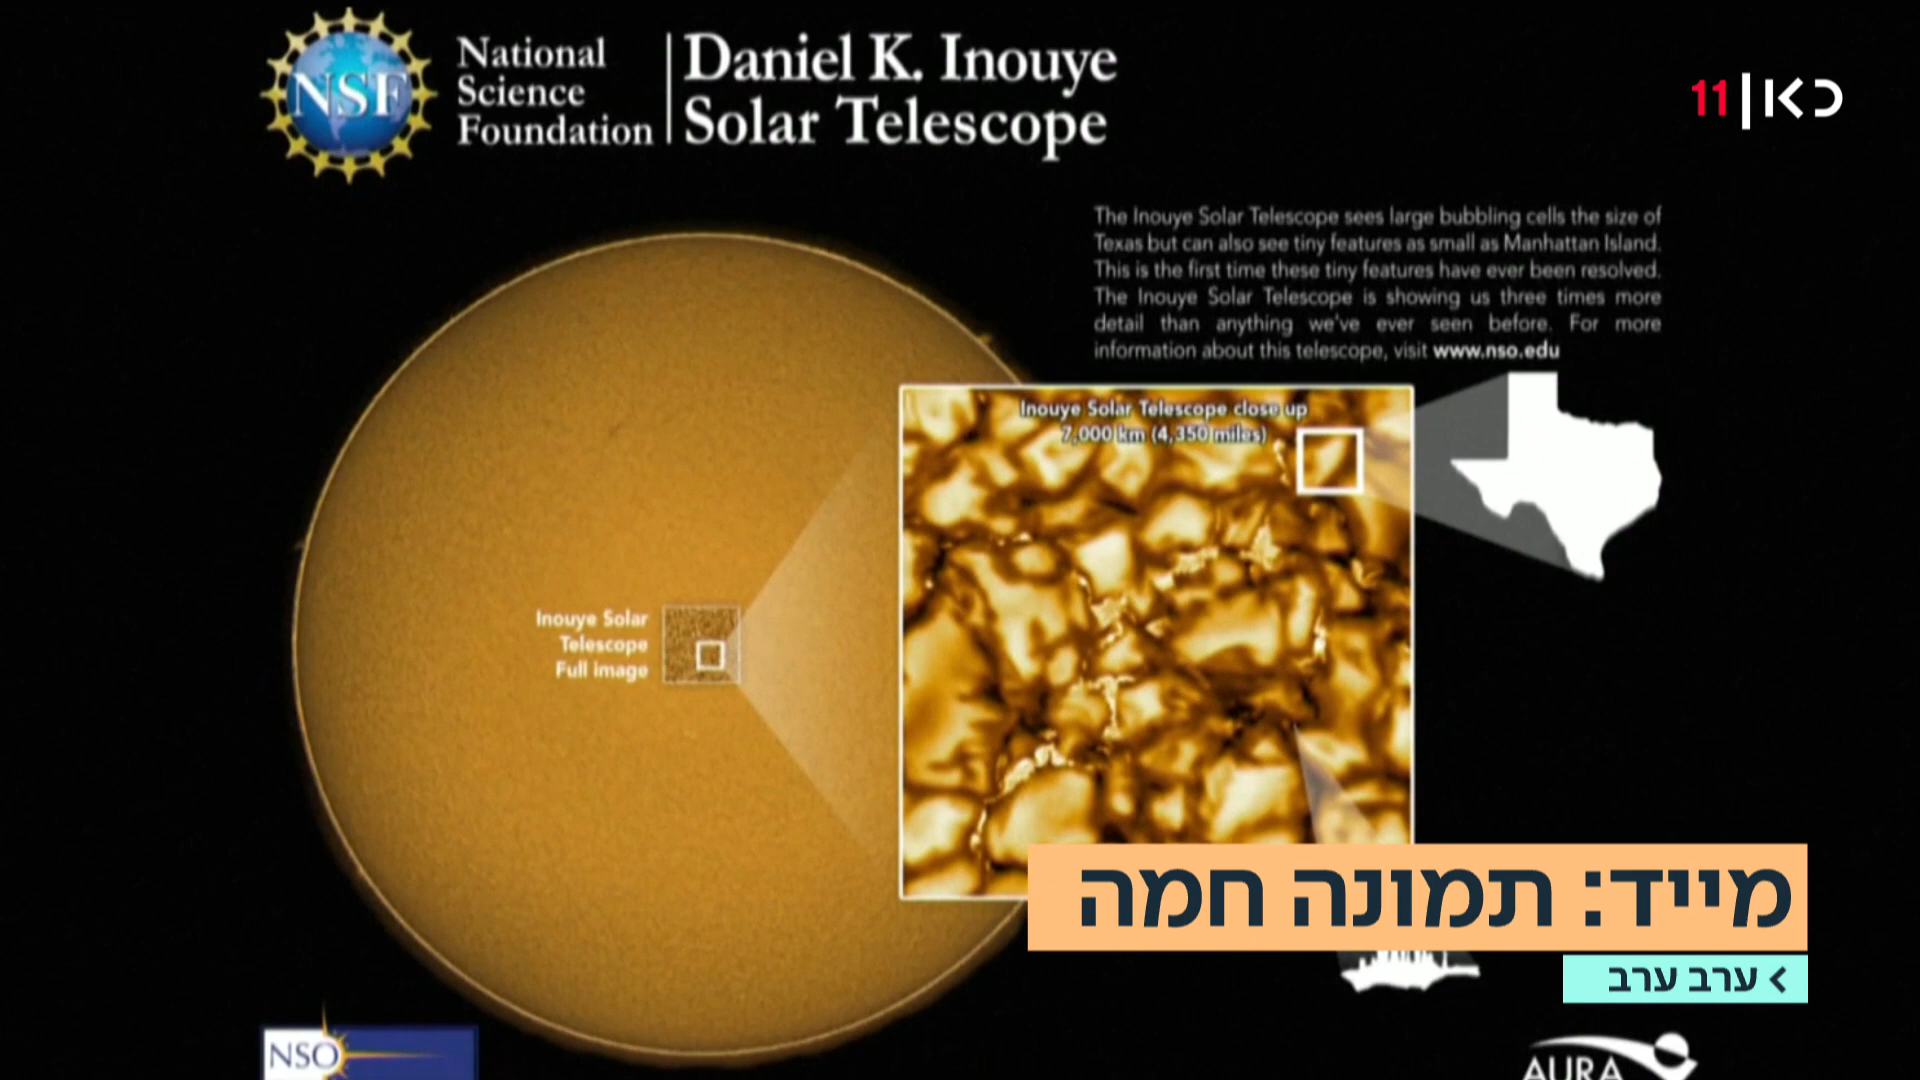 NSF
National
Science
Foundation
Daniel K. Inouye
Solar Telescope
כאן 11
The Inouye Solar Telescope sees large bubbling cells the size of
Texas but can also see tiny features as small as Manhattan Island.
This is the first time these tiny features have ever been resolved.
The Inouye Solar Telescope is showing us three times more
detail than anything we've ever seen before. For more
information about this telescope, visit www.nso.edu
Inouye Solar Telescope close up
7,000 km (4,350 miles)
Inouye Solar
Telescope
Full image
מייד: תמונה חמה
> ערב ערב
NSO
AURA